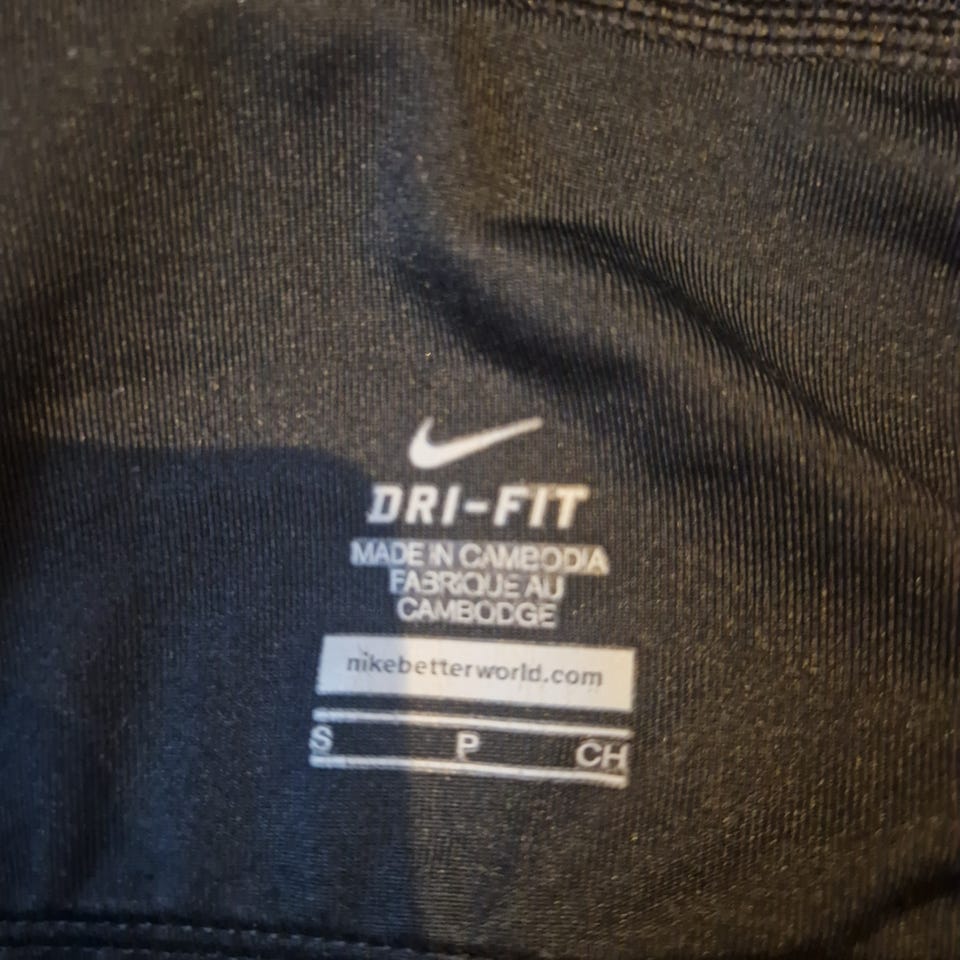 DRI-FIT
MADE IN CAMBODIA
FABRIQUE AU
CAMBODGE
nikebetterworld.com
S P CH